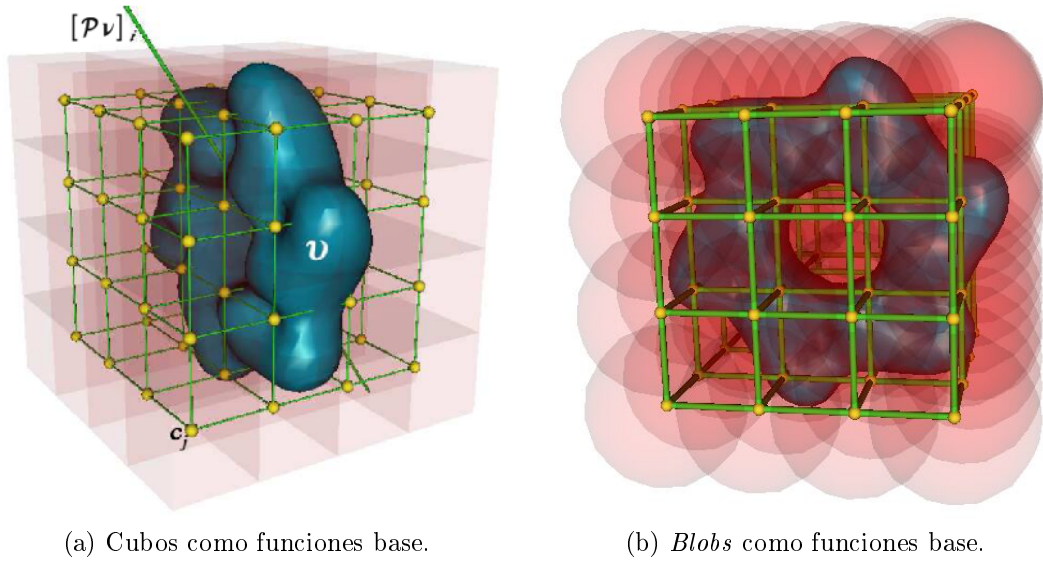 [𝒫ν]ᵢ
υ
cⱼ
(a) Cubos como funciones base.
(b) Blobs como funciones base.